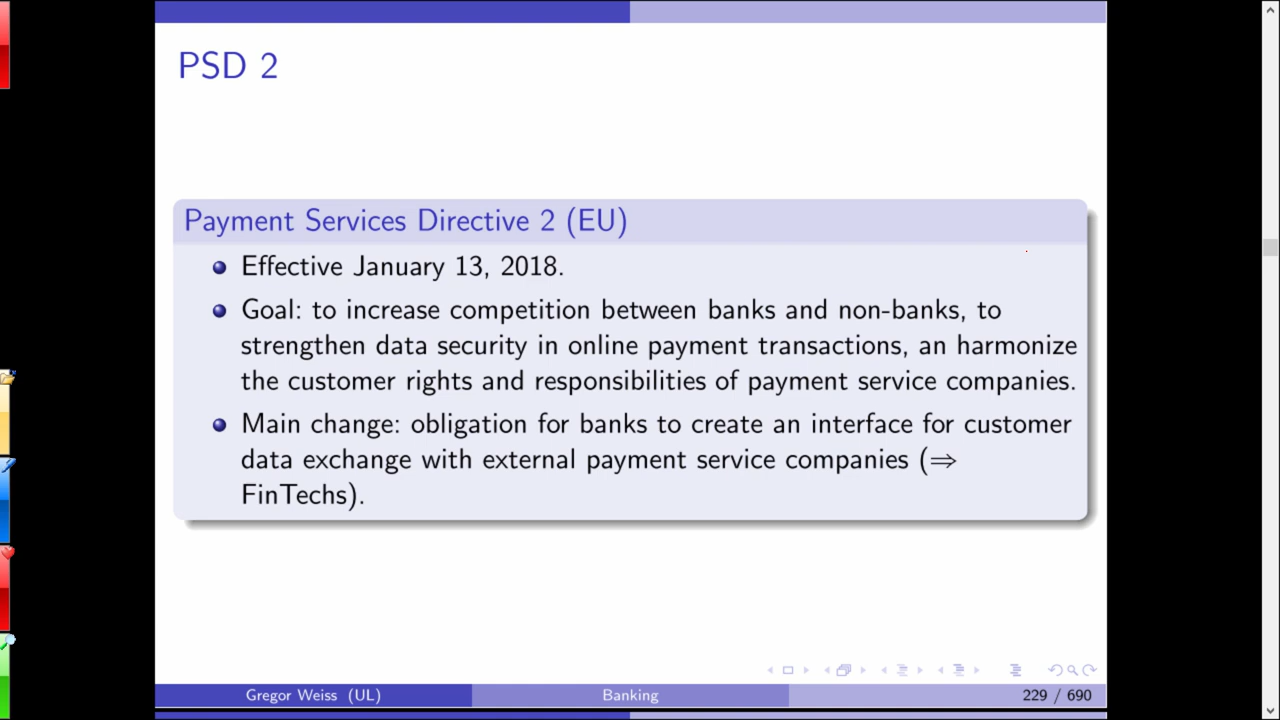 PSD 2
Payment Services Directive 2 (EU)
Effective January 13, 2018.
Goal: to increase competition between banks and non-banks, to
strengthen data security in online payment transactions, an harmonize
the customer rights and responsibilities of payment service companies.
Main change: obligation for banks to create an interface for customer
data exchange with external payment service companies (⇒
FinTechs).
Gregor Weiss (UL)
Banking
229 / 690